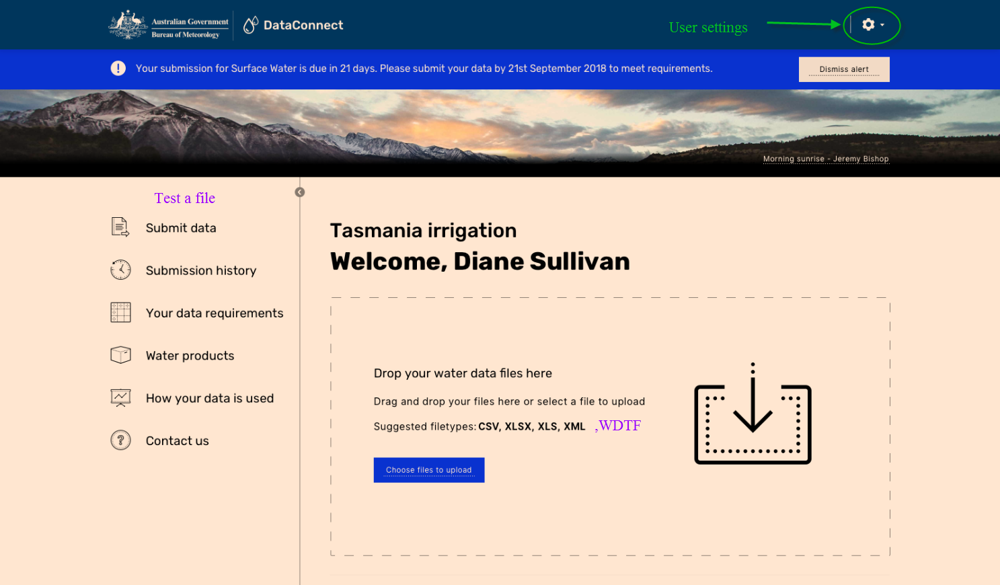 Australian Government
Bureau of Meteorology
DataConnect
User settings
Your submission for Surface Water is due in 21 days. Please submit your data by 21st September 2018 to meet requirements.
Dismiss alert
Morning sunrise - Jeremy Bishop
Test a file
Submit data
Submission history
Your data requirements
Water products
How your data is used
Contact us
Tasmania irrigation
Welcome, Diane Sullivan
Drop your water data files here
Drag and drop your files here or select a file to upload
Suggested filetypes: CSV, XLSX, XLS, XML ,WDTF
Choose files to upload